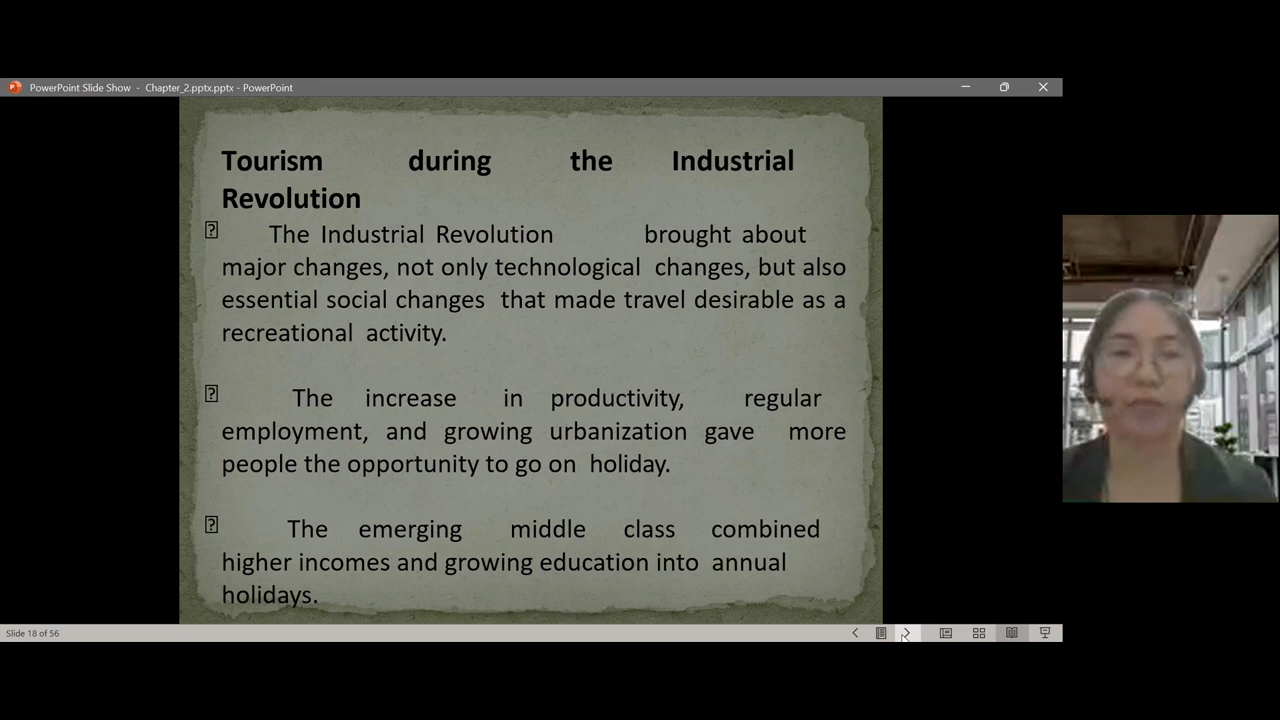 PowerPoint Slide Show - Chapter_2.pptx.pptx - PowerPoint
Tourism during the Industrial
Revolution
The Industrial Revolution brought about
major changes, not only technological changes, but also
essential social changes that made travel desirable as a
recreational activity.
The increase in productivity, regular
employment, and growing urbanization gave more
people the opportunity to go on holiday.
The emerging middle class combined
higher incomes and growing education into annual
holidays.
Slide 18 of 56